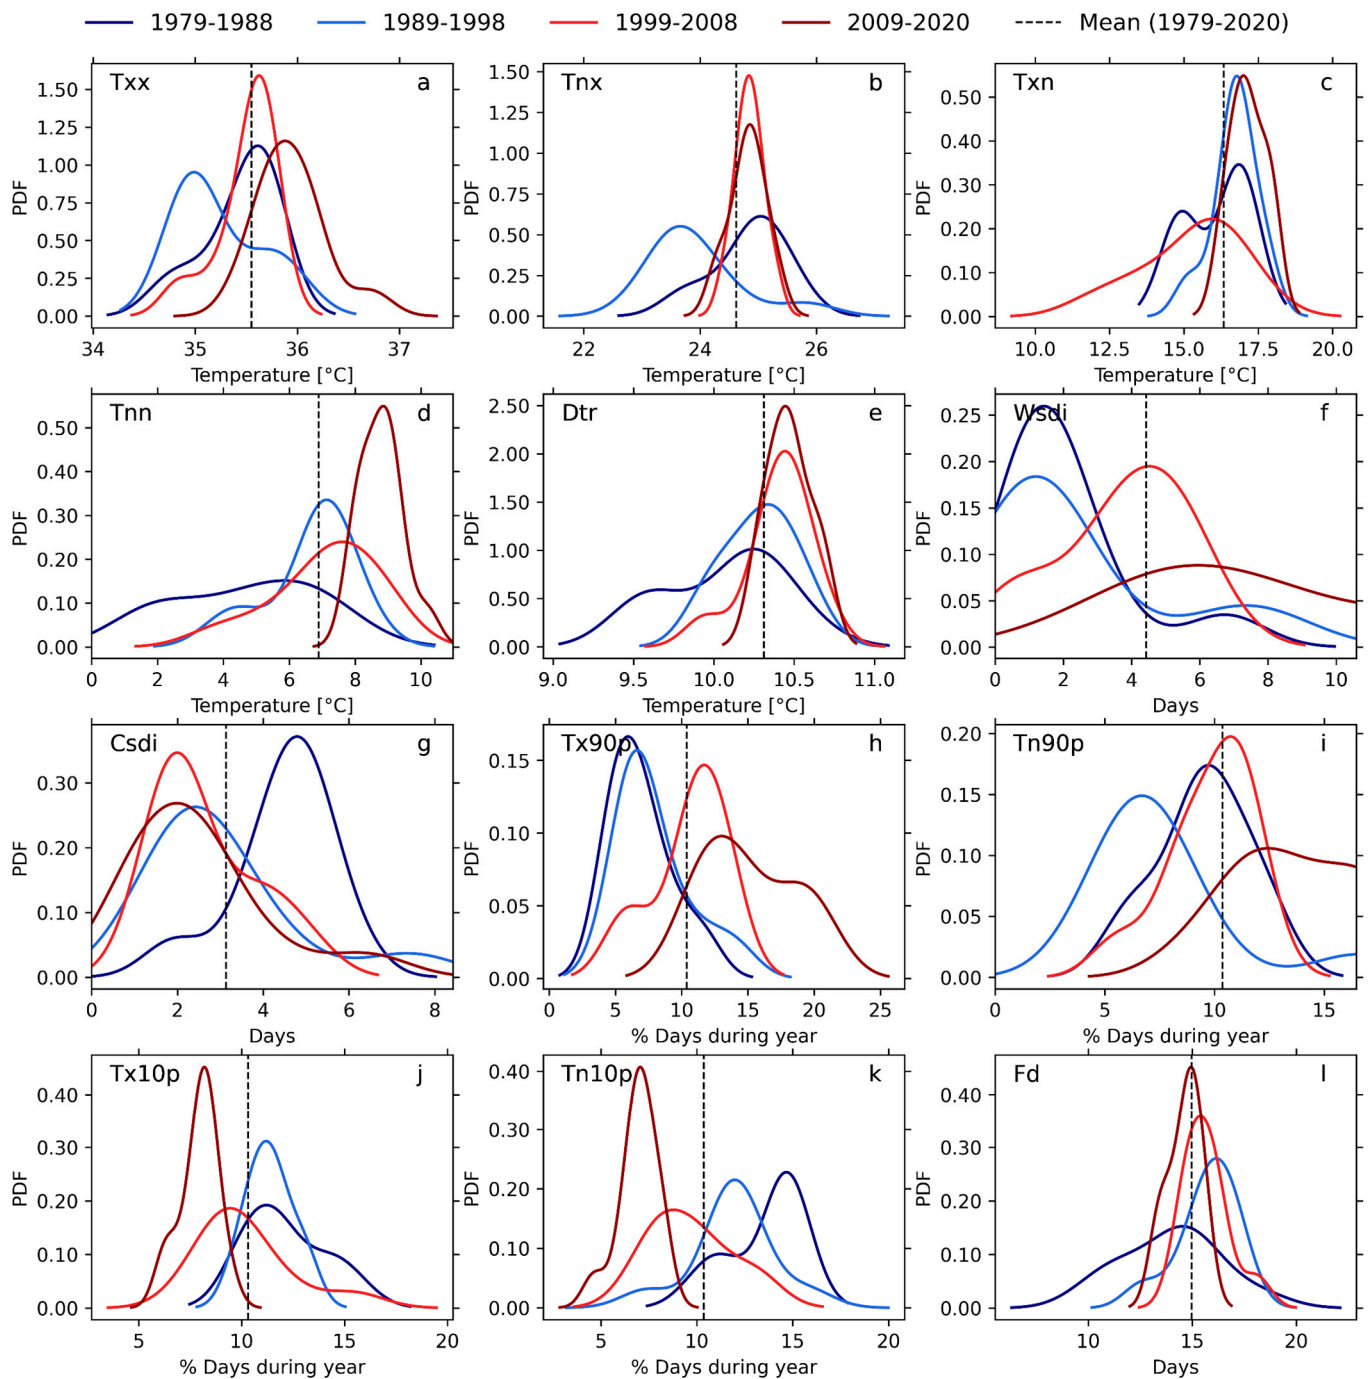 1979-1988 1989-1998 1999-2008 2009-2020 Mean (1979-2020)
Txx a
PDF
1.50
1.25
1.00
0.75
0.50
0.25
0.00
34 35 36 37
Temperature [°C]
Tnx b
PDF
1.50
1.25
1.00
0.75
0.50
0.25
0.00
22 24 26
Temperature [°C]
Txn c
PDF
0.50
0.40
0.30
0.20
0.10
0.00
10.0 12.5 15.0 17.5 20.0
Temperature [°C]
Tnn d
PDF
0.50
0.40
0.30
0.20
0.10
0.00
0 2 4 6 8 10
Temperature [°C]
Dtr e
PDF
2.50
2.00
1.50
1.00
0.50
0.00
9.0 9.5 10.0 10.5 11.0
Temperature [°C]
Wsdi f
PDF
0.25
0.20
0.15
0.10
0.05
0.00
0 2 4 6 8 10
Days
Csdi g
PDF
0.30
0.20
0.10
0.00
0 2 4 6 8
Days
Tx90p h
PDF
0.15
0.10
0.05
0.00
0 5 10 15 20 25
% Days during year
Tn90p i
PDF
0.20
0.15
0.10
0.05
0.00
0 5 10 15
% Days during year
Tx10p j
PDF
0.40
0.30
0.20
0.10
0.00
5 10 15 20
% Days during year
Tn10p k
PDF
0.40
0.30
0.20
0.10
0.00
5 10 15 20
% Days during year
Fd l
PDF
0.40
0.30
0.20
0.10
0.00
10 15 20
Days